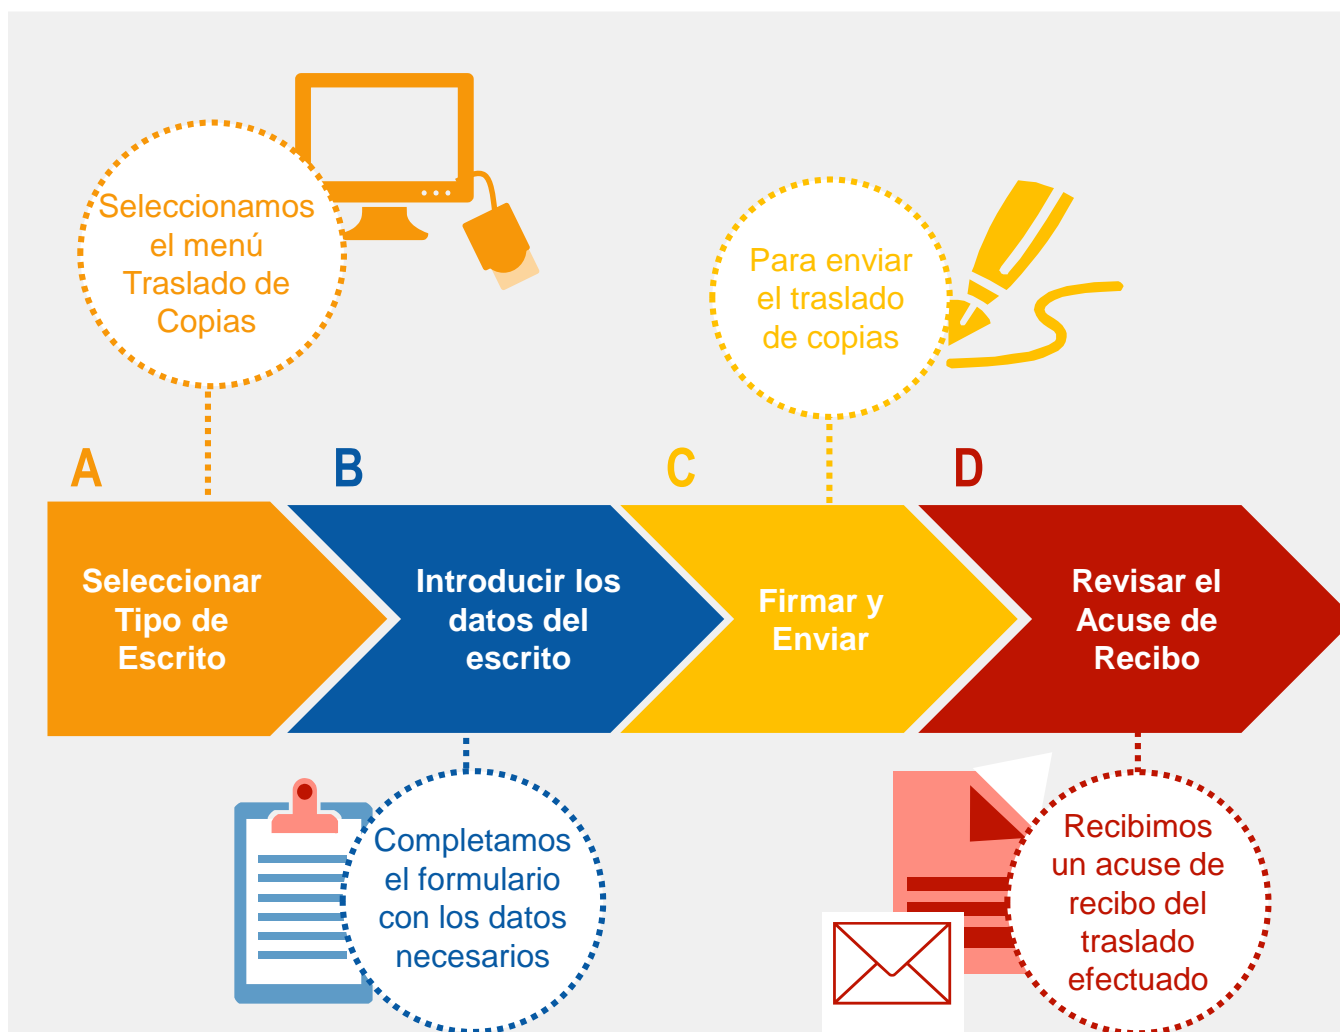 Seleccionamos
el menú
Traslado de
Copias
Para enviar
el traslado
de copias
A
B
C
D
Seleccionar
Tipo de
Escrito
Introducir los
datos del
escrito
Firmar y
Enviar
Revisar el
Acuse de
Recibo
Completamos
el formulario
con los datos
necesarios
Recibimos
un acuse de
recibo del
traslado
efectuado